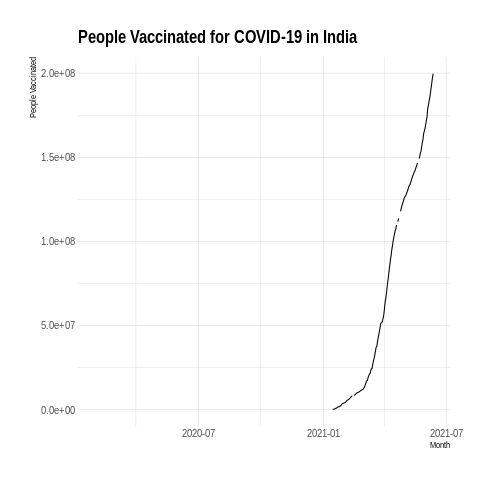 People Vaccinated for COVID-19 in India
People Vaccinated
2.0e+08
1.5e+08
1.0e+08
5.0e+07
0.0e+00
2020-07 2021-01 2021-07
Month